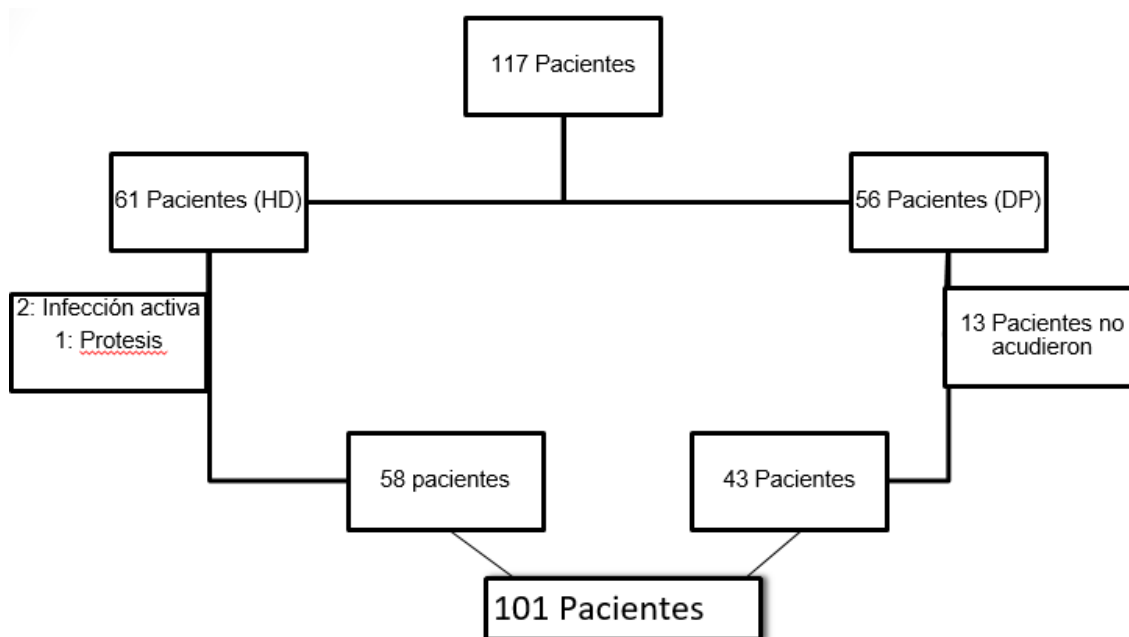 117 Pacientes
61 Pacientes (HD)
56 Pacientes (DP)
2: Infección activa
1: Protesis
13 Pacientes no
acudieron
58 pacientes
43 Pacientes
101 Pacientes